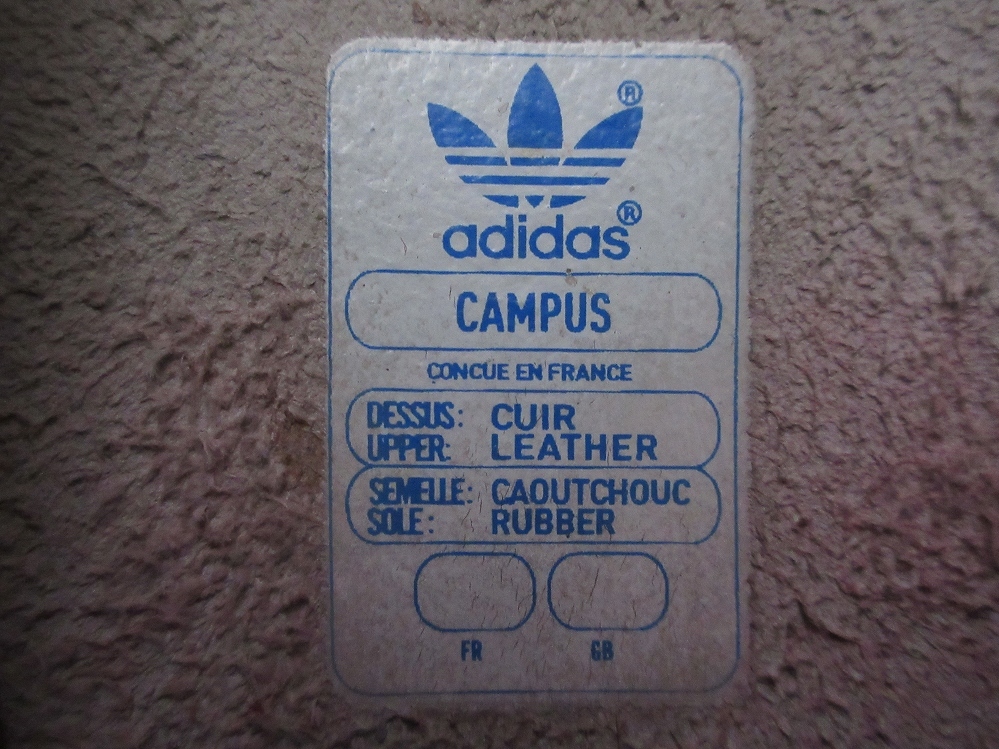 ®
adidas®
CAMPUS
CONCUE EN FRANCE
DESSUS: CUIR
UPPER: LEATHER
SEMELLE: CAOUTCHOUC
SOLE: RUBBER
FR GB